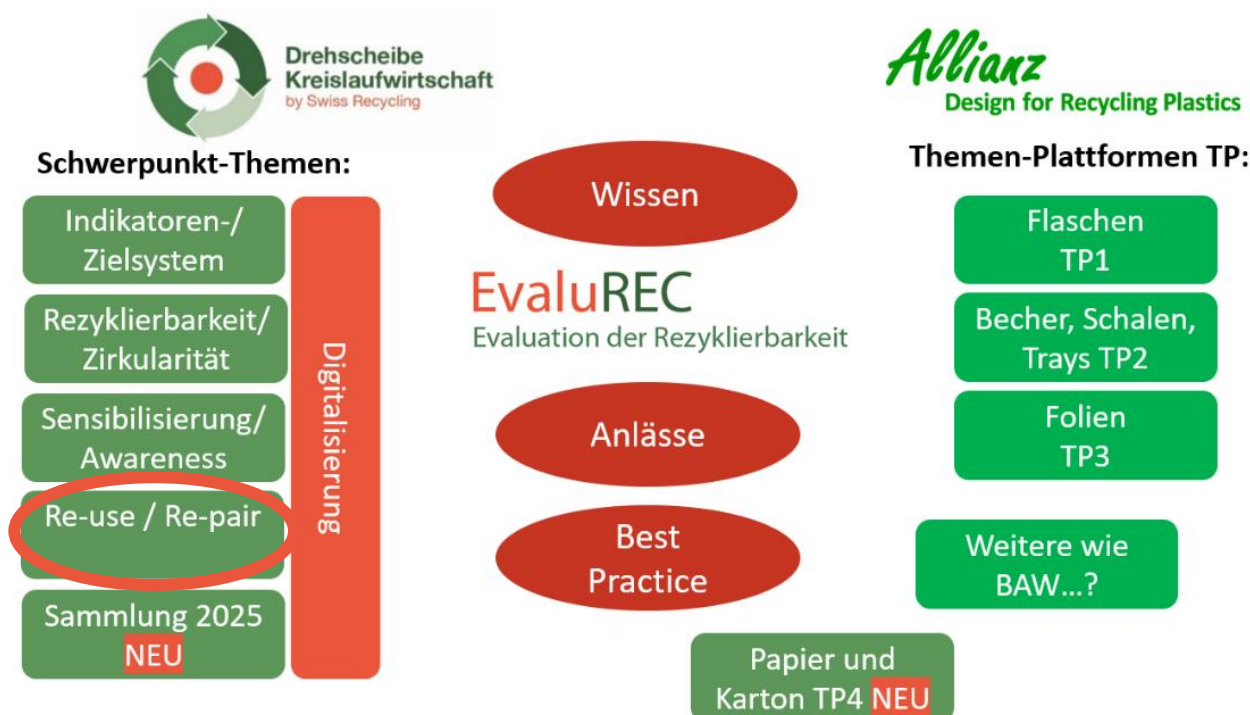 Drehscheibe
Kreislaufwirtschaft
by Swiss Recycling
Allianz
Design for Recycling Plastics
Schwerpunkt-Themen:
Indikatoren-/
Zielsystem
Rezyklierbarkeit/
Zirkularität
Sensibilisierung/
Awareness
Re-use / Re-pair
Sammlung 2025
NEU
Digitalisierung
Wissen
EvaluREC
Evaluation der Rezyklierbarkeit
Anlässe
Best
Practice
Themen-Plattformen TP:
Flaschen
TP1
Becher, Schalen,
Trays TP2
Folien
TP3
Weitere wie
BAW...?
Papier und
Karton TP4 NEU